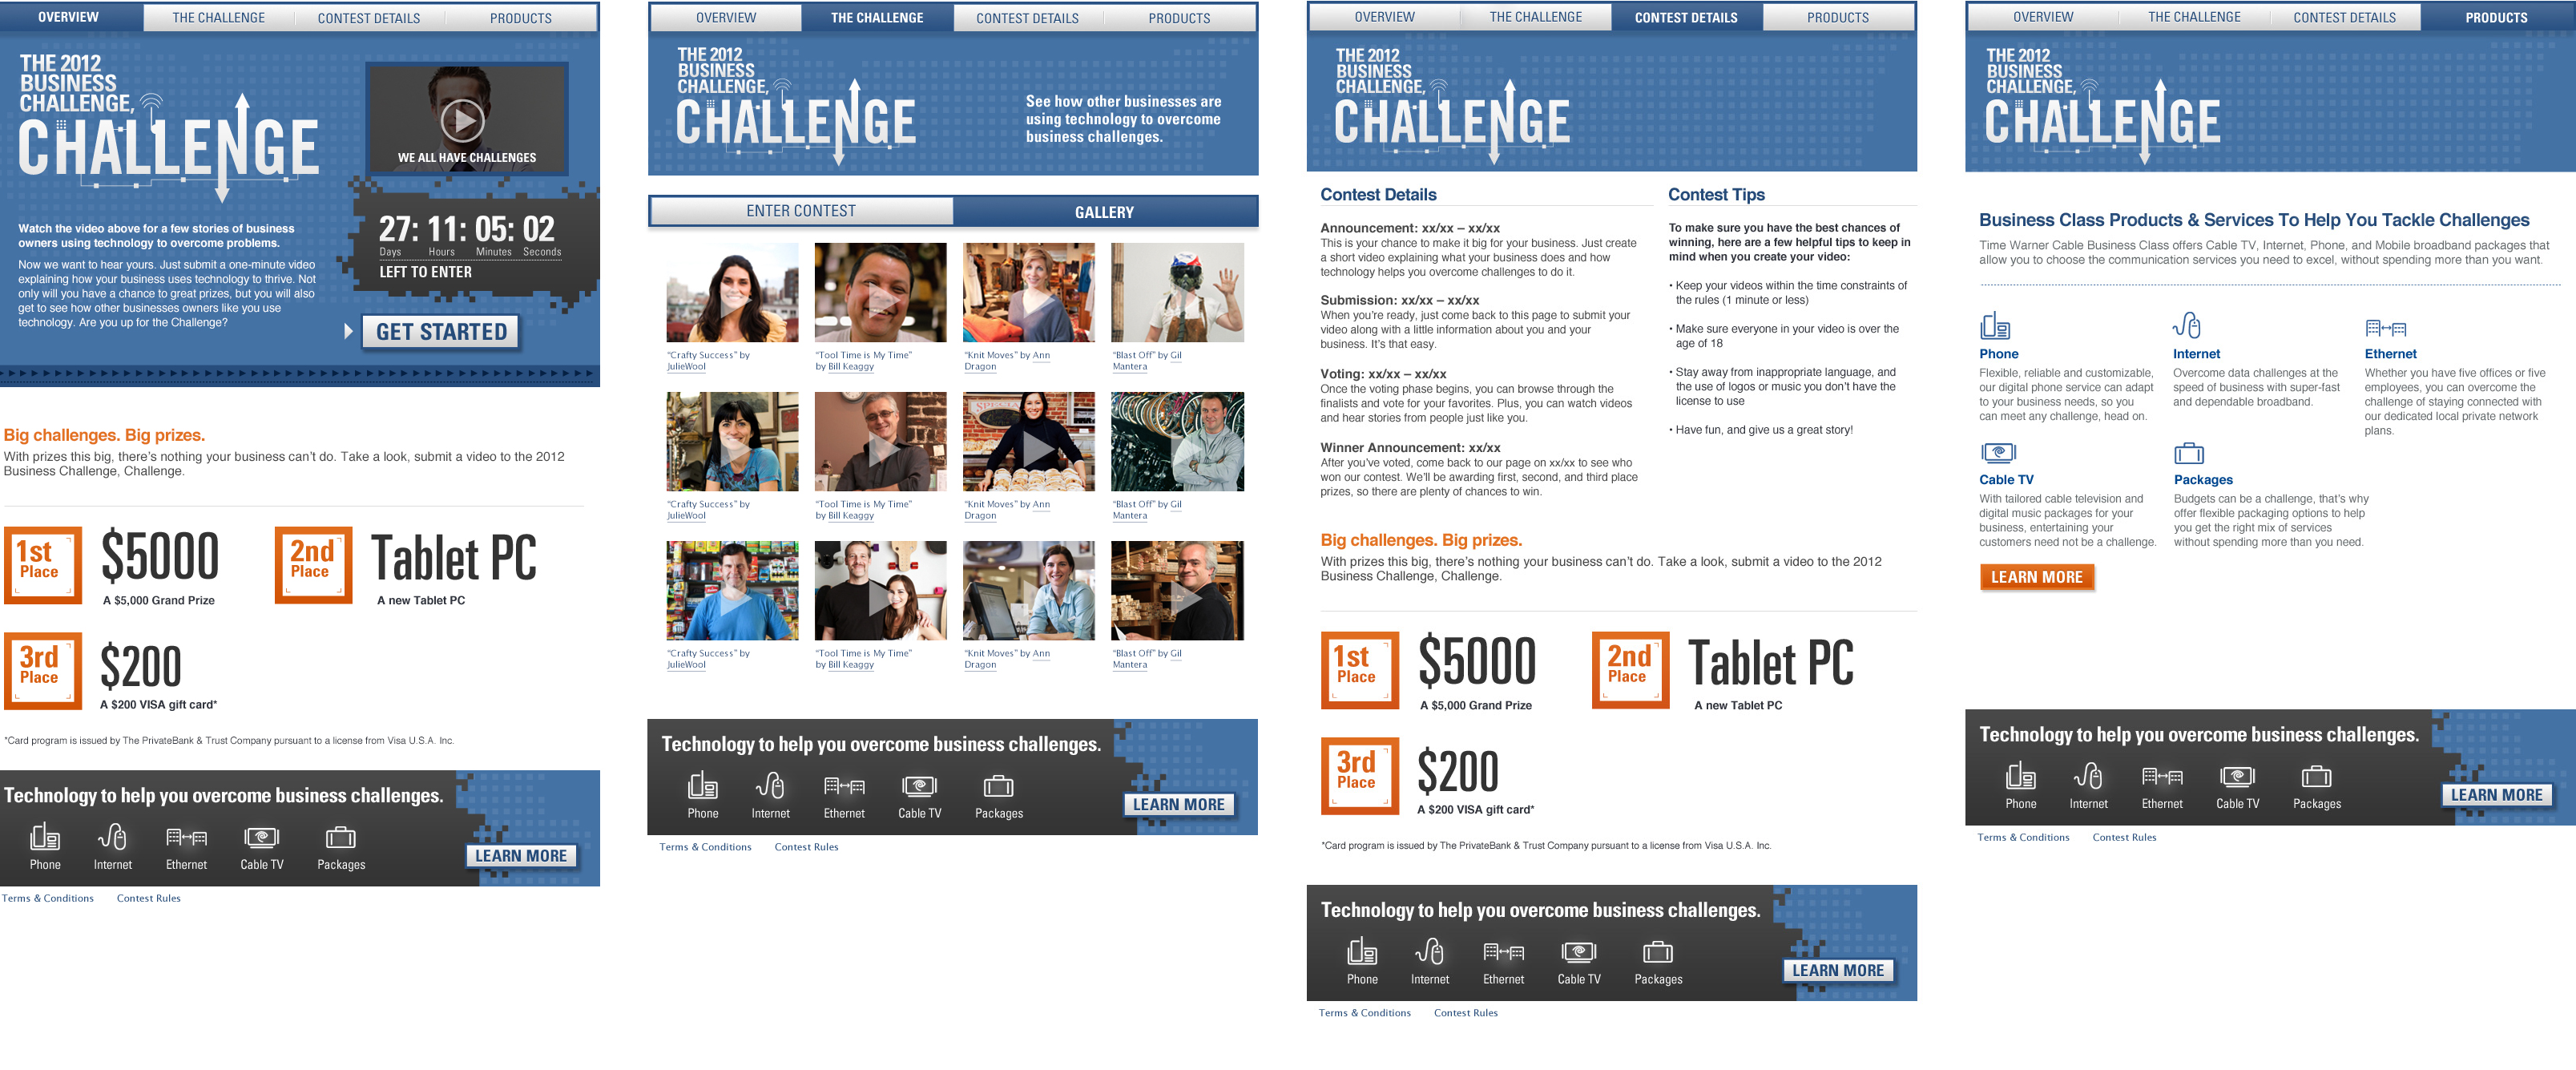 OVERVIEW
THE CHALLENGE
CONTEST DETAILS
PRODUCTS
THE 2012
BUSINESS
CHALLENGE,
CHALLENGE
WE ALL HAVE CHALLENGES
Watch the video above for a few stories of business
owners using technology to overcome problems.
Now we want to hear yours. Just submit a one-minute video
explaining how your business uses technology to thrive. Not
only will you have a chance to great prizes, but you will also
get to see how other businesses owners like you use
technology. Are you up for the Challenge?
27: 11: 05: 02
Days Hours Minutes Seconds
LEFT TO ENTER
GET STARTED
Big challenges. Big prizes.
With prizes this big, there's nothing your business can't do. Take a look, submit a video to the 2012
Business Challenge, Challenge.
1st
Place
$5000
A $5,000 Grand Prize
2nd
Place
Tablet PC
A new Tablet PC
3rd
Place
$200
A $200 VISA gift card*
*Card program is issued by The PrivateBank & Trust Company pursuant to a license from Visa U.S.A. Inc.
Technology to help you overcome business challenges.
Phone
Internet
Ethernet
Cable TV
Packages
LEARN MORE
Terms & Conditions
Contest Rules
OVERVIEW
THE CHALLENGE
CONTEST DETAILS
PRODUCTS
THE 2012
BUSINESS
CHALLENGE,
CHALLENGE
See how other businesses are
using technology to overcome
business challenges.
ENTER CONTEST
GALLERY
"Crafty Success" by
JulieWool
"Tool Time is My Time"
by Bill Keaggy
"Knit Moves" by Ann
Dragon
"Blast Off" by Gil
Mantera
"Crafty Success" by
JulieWool
"Tool Time is My Time"
by Bill Keaggy
"Knit Moves" by Ann
Dragon
"Blast Off" by Gil
Mantera
"Crafty Success" by
JulieWool
"Tool Time is My Time"
by Bill Keaggy
"Knit Moves" by Ann
Dragon
"Blast Off" by Gil
Mantera
Technology to help you overcome business challenges.
Phone
Internet
Ethernet
Cable TV
Packages
LEARN MORE
Terms & Conditions
Contest Rules
OVERVIEW
THE CHALLENGE
CONTEST DETAILS
PRODUCTS
THE 2012
BUSINESS
CHALLENGE,
CHALLENGE
Contest Details
Announcement: xx/xx – xx/xx
This is your chance to make it big for your business. Just create
a short video explaining what your business does and how
technology helps you overcome challenges to do it.
Submission: xx/xx – xx/xx
When you're ready, just come back to this page to submit your
video along with a little information about you and your
business. It's that easy.
Voting: xx/xx – xx/xx
Once the voting phase begins, you can browse through the
finalists and vote for your favorites. Plus, you can watch videos
and hear stories from people just like you.
Winner Announcement: xx/xx
After you've voted, come back to our page on xx/xx to see who
won our contest. We'll be awarding first, second, and third place
prizes, so there are plenty of chances to win.
Contest Tips
To make sure you have the best chances of
winning, here are a few helpful tips to keep in
mind when you create your video:
• Keep your videos within the time constraints of
the rules (1 minute or less)
• Make sure everyone in your video is over the
age of 18
• Stay away from inappropriate language, and
the use of logos or music you don't have the
license to use
• Have fun, and give us a great story!
Big challenges. Big prizes.
With prizes this big, there's nothing your business can't do. Take a look, submit a video to the 2012
Business Challenge, Challenge.
1st
Place
$5000
A $5,000 Grand Prize
2nd
Place
Tablet PC
A new Tablet PC
3rd
Place
$200
A $200 VISA gift card*
*Card program is issued by The PrivateBank & Trust Company pursuant to a license from Visa U.S.A. Inc.
Technology to help you overcome business challenges.
Phone
Internet
Ethernet
Cable TV
Packages
LEARN MORE
Terms & Conditions
Contest Rules
OVERVIEW
THE CHALLENGE
CONTEST DETAILS
PRODUCTS
THE 2012
BUSINESS
CHALLENGE,
CHALLENGE
Business Class Products & Services To Help You Tackle Challenges
Time Warner Cable Business Class offers Cable TV, Internet, Phone, and Mobile broadband packages that
allow you to choose the communication services you need to excel, without spending more than you want.
Phone
Flexible, reliable and customizable,
our digital phone service can adapt
to your business needs, so you
can meet any challenge, head on.
Internet
Overcome data challenges at the
speed of business with super-fast
and dependable broadband.
Ethernet
Whether you have five offices or five
employees, you can overcome the
challenge of staying connected with
our dedicated local private network
plans.
Cable TV
With tailored cable television and
digital music packages for your
business, entertaining your
customers need not be a challenge.
Packages
Budgets can be a challenge, that's why
offer flexible packaging options to help
you get the right mix of services
without spending more than you need.
LEARN MORE
Technology to help you overcome business challenges.
Phone
Internet
Ethernet
Cable TV
Packages
LEARN MORE
Terms & Conditions
Contest Rules